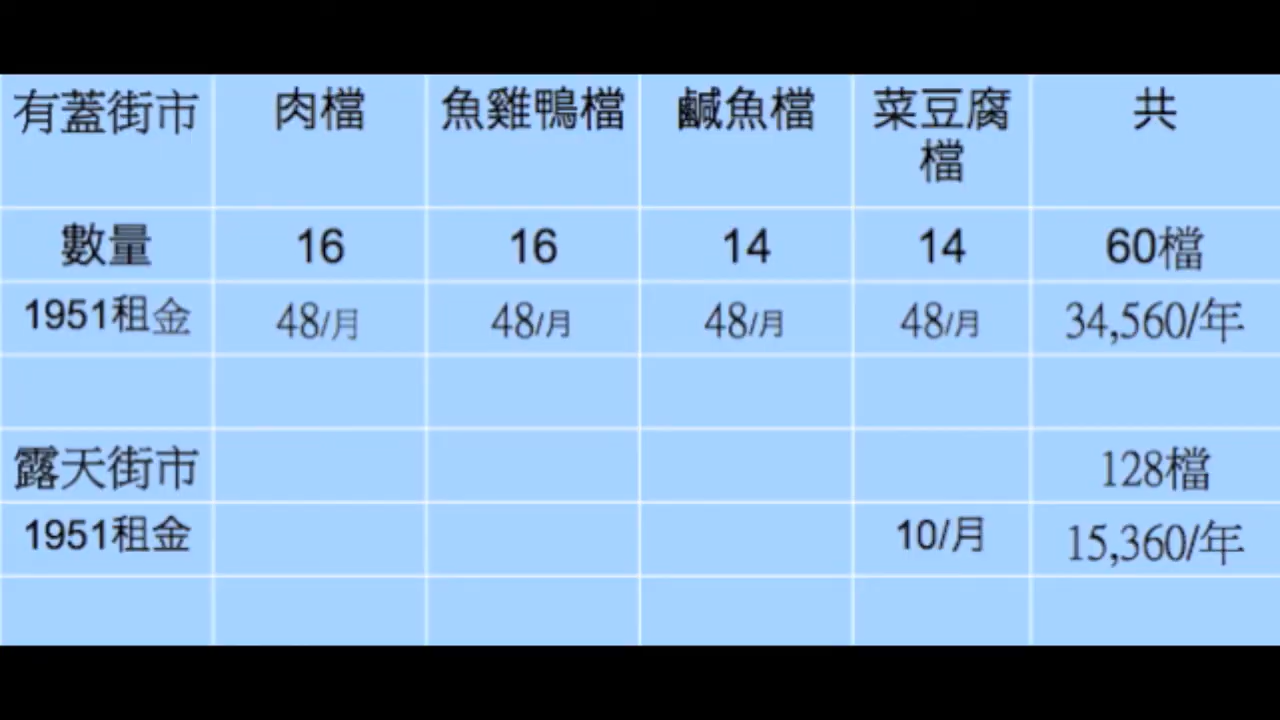 有蓋街市 肉檔 魚雞鴨檔 鹹魚檔 菜豆腐檔 共
數量 16 16 14 14 60檔
1951租金 48/月 48/月 48/月 48/月 34,560/年
露天街市 128檔
1951租金 10/月 15,360/年